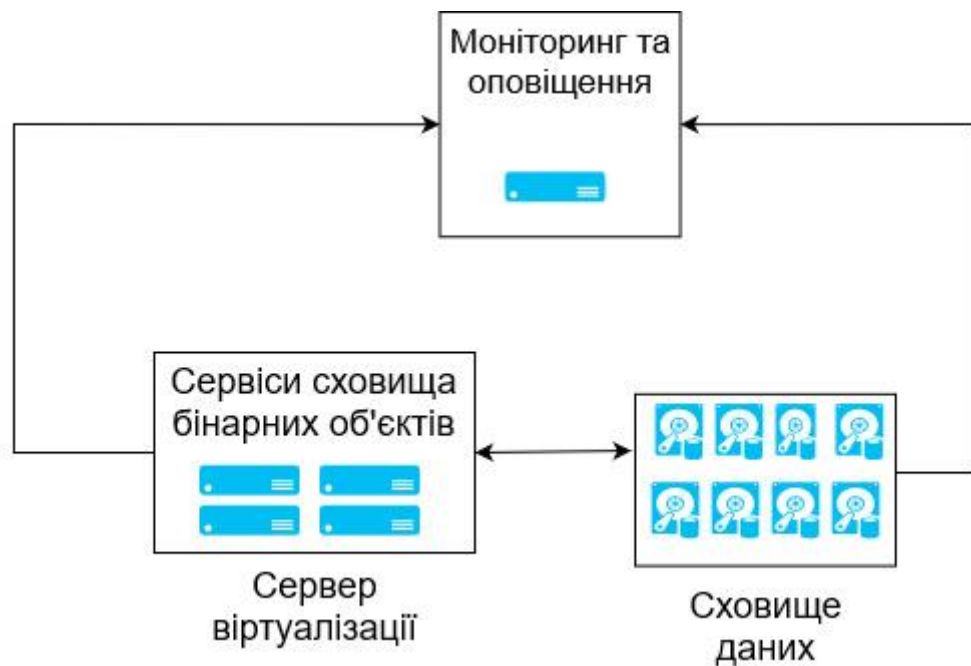 Моніторинг та
оповіщення
Сервіси сховища
бінарних об'єктів
Сервер
віртуалізації
Сховище
даних